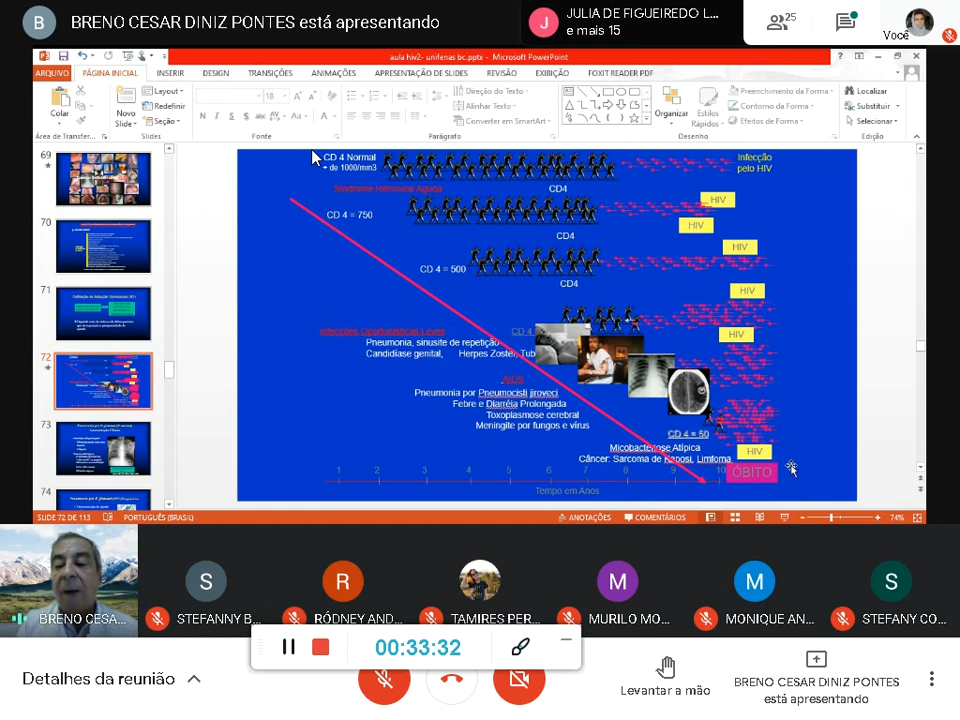 B BRENO CESAR DINIZ PONTES está apresentando
J JULIA DE FIGUEIREDO L...
e mais 15
25
Você
aula hiv2- unifenas bc.pptx - Microsoft PowerPoint
ARQUIVO PÁGINA INICIAL INSERIR DESIGN TRANSIÇÕES ANIMAÇÕES APRESENTAÇÃO DE SLIDES REVISÃO EXIBIÇÃO FOXIT READER PDF
Colar
Novo
Slide
Layout
Redefinir
Seção
18
N I S
Direção do Texto
Alinhar Texto
Converter em SmartArt
Organizar
Estilos
Rápidos
Preenchimento da Forma
Contorno da Forma
Efeitos de Forma
Localizar
Substituir
Selecionar
Área de Transfer...
Slides
Fonte
Parágrafo
Desenho
Edição
69
70
71
72
73
74
CD 4 Normal
+ de 1000/mm3
CD4
Infecção
pelo HIV
Síndrome Retroviral Aguda
CD 4 = 750
CD4
HIV
HIV
CD 4 = 500
CD4
HIV
HIV
Infecções Oportunísticas Leves
CD 4
HIV
Pneumonia, sinusite de repetição
Candidíase genital, Herpes Zoster, Tub
AIDS
Pneumonia por Pneumocisti jiroveci
Febre e Diarréia Prolongada
Toxoplasmose cerebral
Meningite por fungos e vírus
CD 4 = 50
Micobacteriose Atípica
Câncer: Sarcoma de Kaposi, Linfoma
HIV
1 2 3 4 5 6 7 8 9 10
ÓBITO
Tempo em Anos
SLIDE 72 DE 113 PORTUGUÊS (BRASIL) ANOTAÇÕES COMENTÁRIOS 74%
BRENO CESA...
S STEFANNY B...
R RÓDNEY AND...
TAMIRES PER...
M MURILO MO...
M MONIQUE AN...
S STEFANY CO...
00:33:32
Detalhes da reunião
Levantar a mão
BRENO CESAR DINIZ PONTES
está apresentando